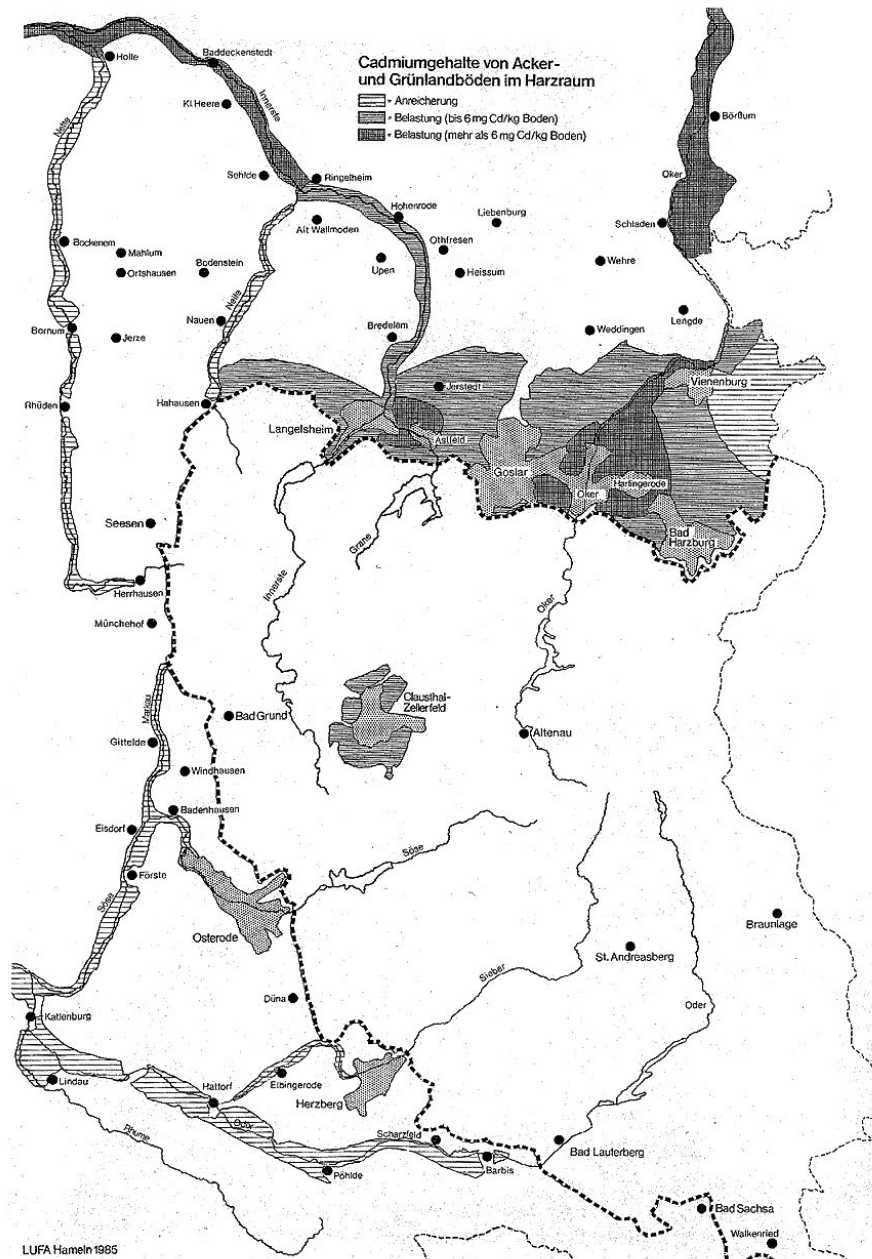 Cadmiumgehalte von Acker-
und Grünlandböden im Harzraum
= Anreicherung
= Belastung (bis 6 mg Cd/kg Boden)
= Belastung (mehr als 6 mg Cd/kg Boden)
Holle
Baddeckenstedt
Kl. Heere
Innerste
Nette
Börßum
Sehlde
Ringelheim
Oker
Hohenrode
Alt Wallmoden
Liebenburg
Schladen
Bockenem
Mahlum
Ortshausen
Bodenstein
Othfresen
Upen
Heissum
Wehre
Nauen
Bornum
Jerze
Bredelem
Weddingen
Lengde
Jerstedt
Vienenburg
Rhüden
Hahausen
Langelsheim
Astfeld
Goslar
Oker
Harlingerode
Bad
Harzburg
Seesen
Grane
Innerste
Oker
Herrhausen
Münchehof
Clausthal-
Zellerfeld
Markau
Bad Grund
Altenau
Gittelde
Windhausen
Badenhausen
Eisdorf
Söse
Förste
Söse
Osterode
Braunlage
St. Andreasberg
Sieber
Oder
Düna
Katlenburg
Lindau
Hattorf
Elbingerode
Herzberg
Oder
Rhume
Scharzfeld
Barbis
Bad Lauterberg
Pöhlde
Bad Sachsa
Walkenried
LUFA Hameln 1985